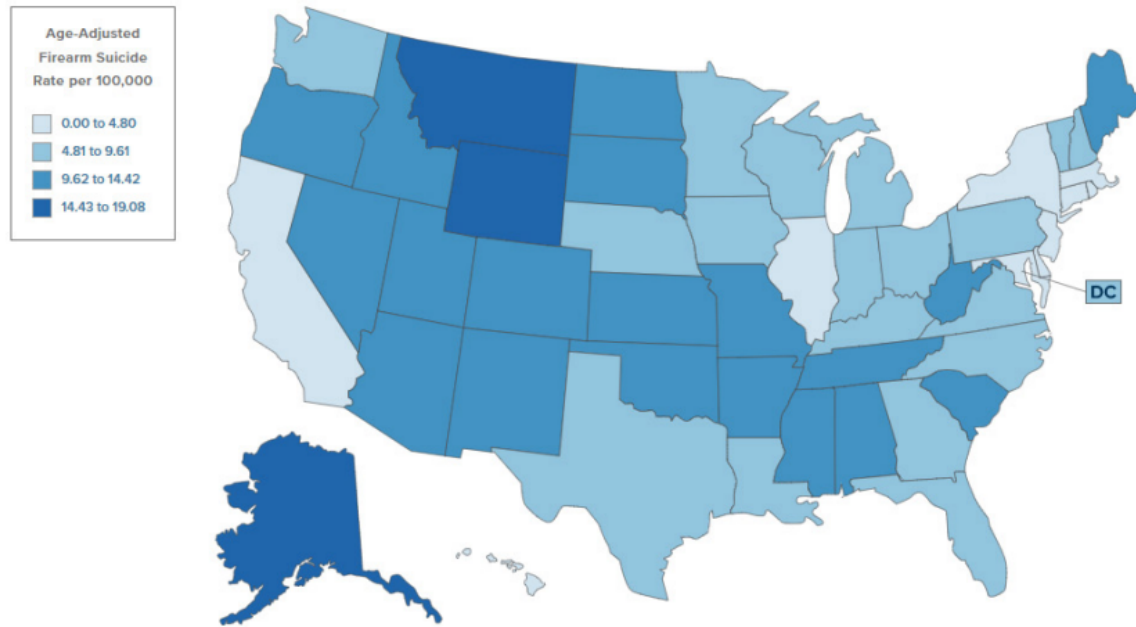 Age-Adjusted
Firearm Suicide
Rate per 100,000
0.00 to 4.80
4.81 to 9.61
9.62 to 14.42
14.43 to 19.08
DC